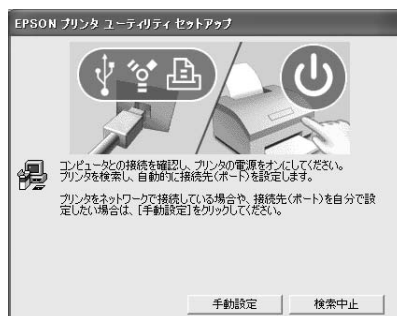 EPSON プリンタ ユーティリティ セットアップ
コンピュータとの接続を確認し、プリンタの電源をオンにしてください。
プリンタを検索し、自動的に接続先(ポート)を設定します。
プリンタをネットワークで接続している場合や、接続先(ポート)を自分で設
定したい場合は、[手動設定]をクリックしてください。
手動設定 検索中止